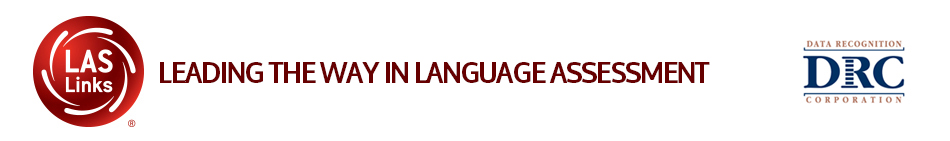 LAS
Links
®
LEADING THE WAY IN LANGUAGE ASSESSMENT
DATA RECOGNITION
DRC
CORPORATION